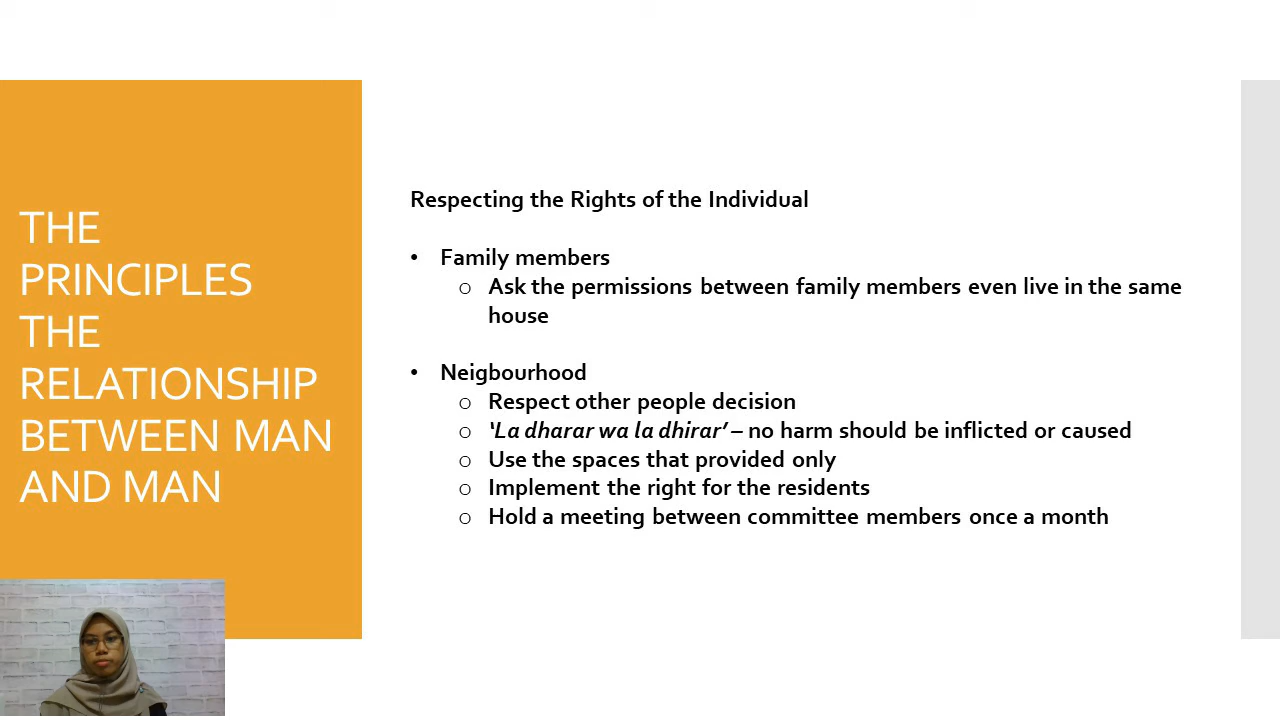 THE
PRINCIPLES
THE
RELATIONSHIP
BETWEEN MAN
AND MAN
Respecting the Rights of the Individual
• Family members
o Ask the permissions between family members even live in the same
house
• Neigbourhood
o Respect other people decision
o ‘La dharar wa la dhirar’ – no harm should be inflicted or caused
o Use the spaces that provided only
o Implement the right for the residents
o Hold a meeting between committee members once a month